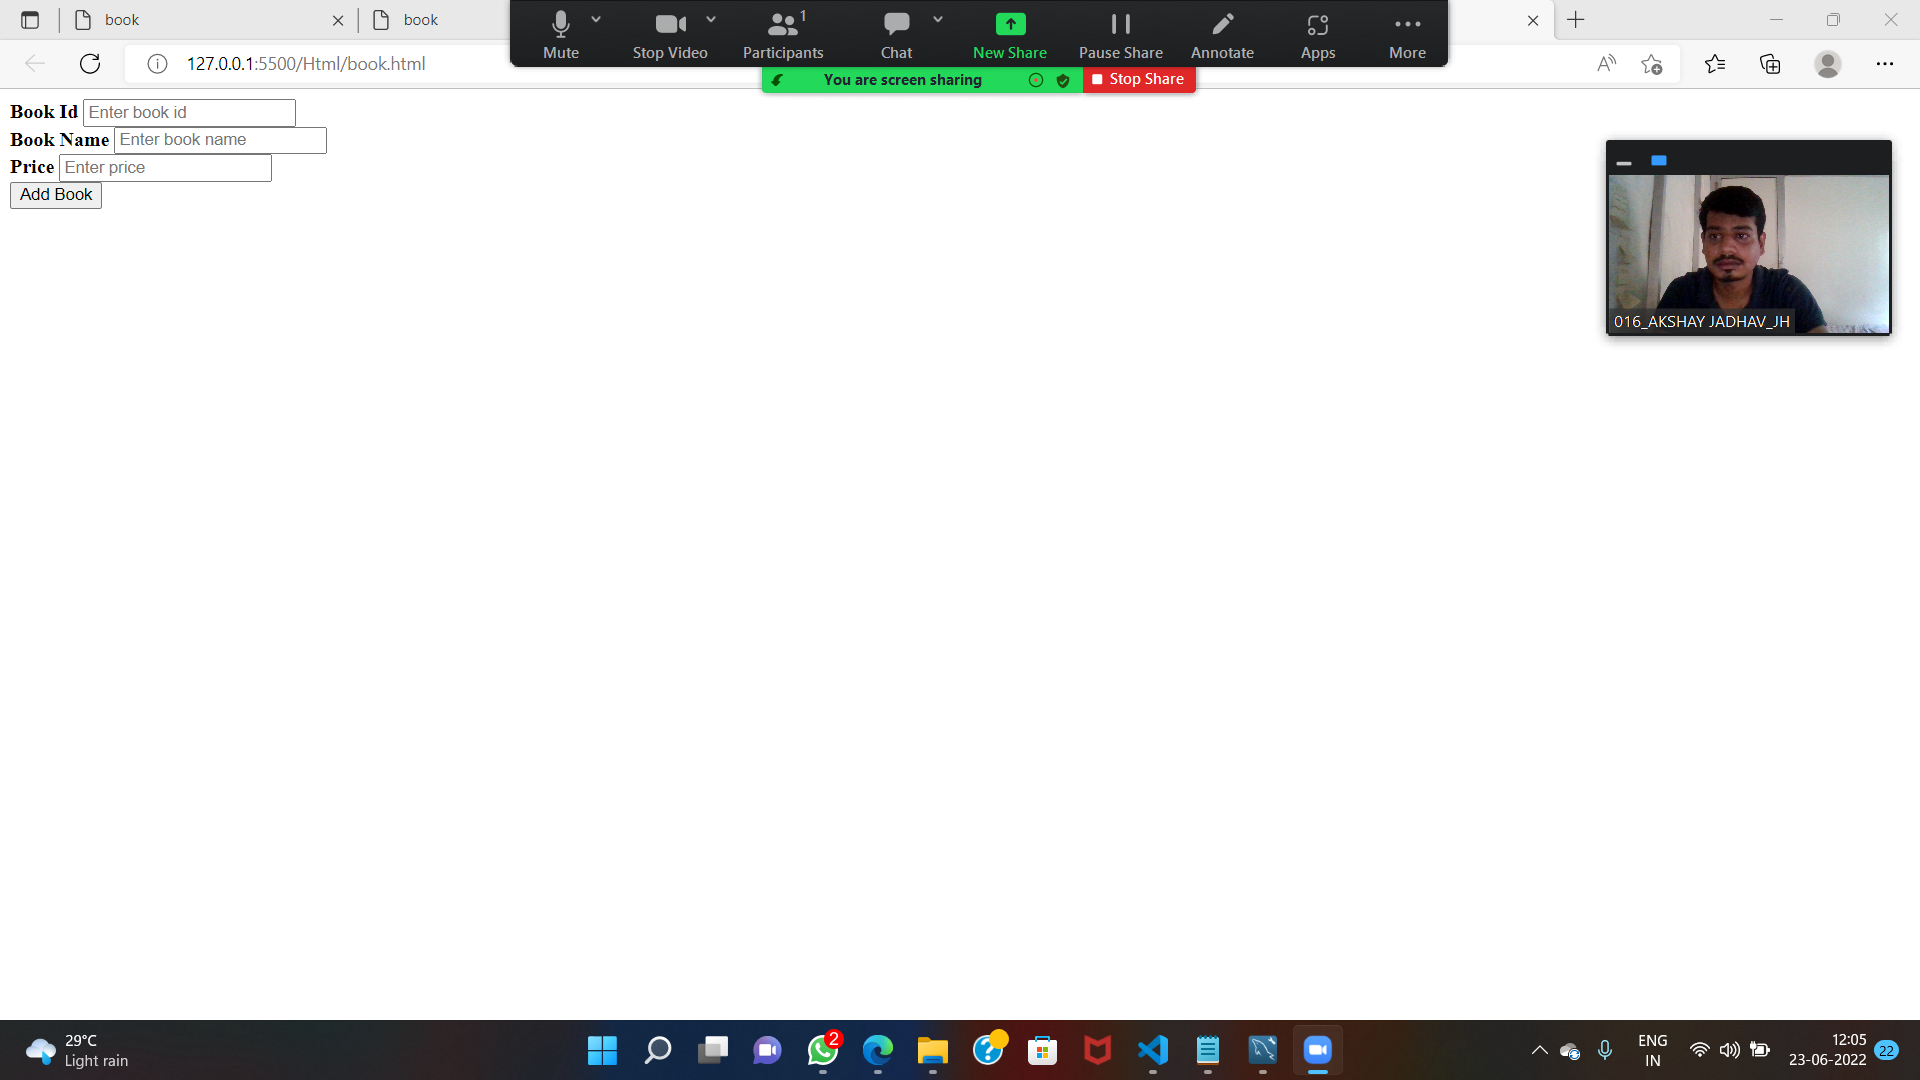 book
book
Mute
Stop Video
1
Participants
Chat
New Share
Pause Share
Annotate
Apps
More
127.0.0.1:5500/Html/book.html
You are screen sharing
Stop Share
Book Id Enter book id
Book Name Enter book name
Price Enter price
Add Book
016_AKSHAY JADHAV_JH
29°C
Light rain
2
ENG
IN
12:05
23-06-2022
22